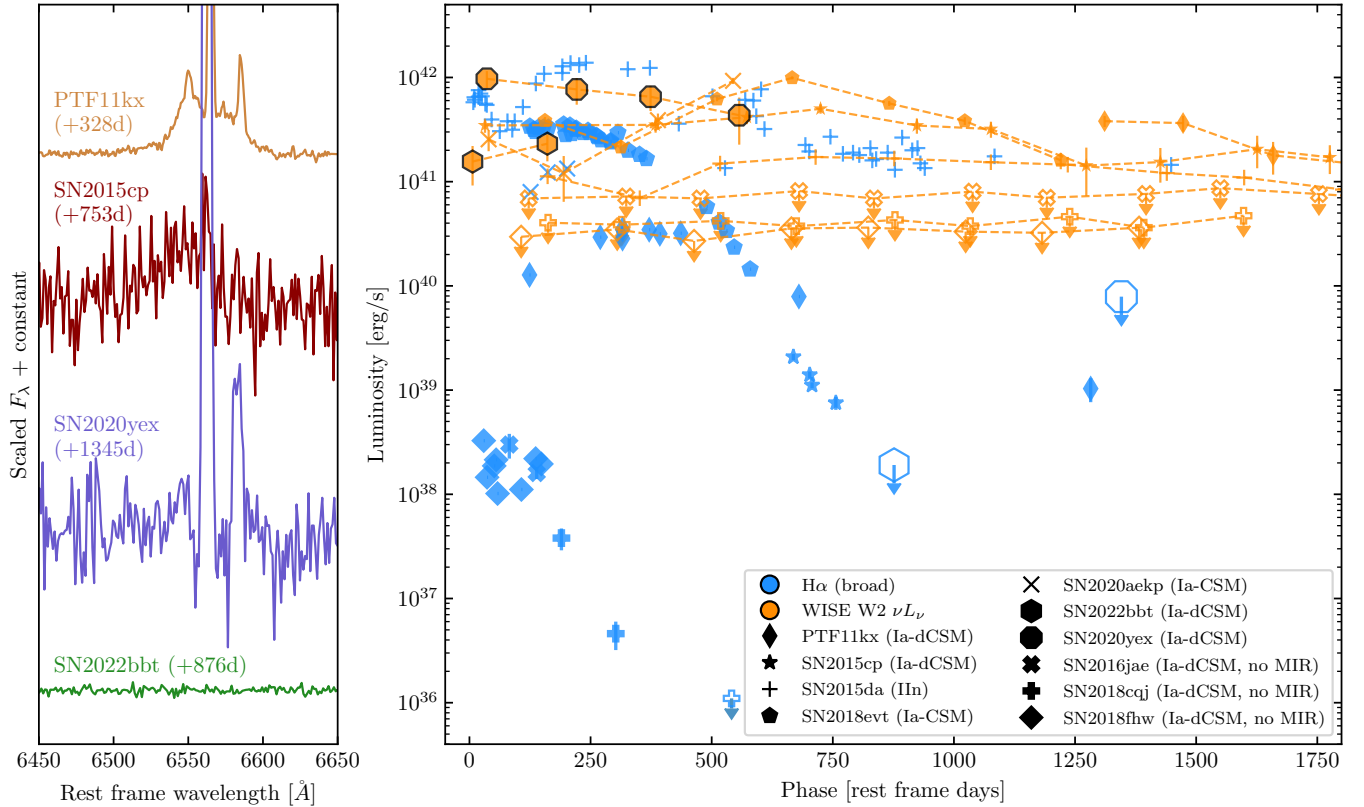 PTF11kx
(+328d)
SN2015cp
(+753d)
SN2020yex
(+1345d)
SN2022bbt (+876d)
Scaled F_λ + constant
6450 6500 6550 6600 6650
Rest frame wavelength [Å]
Luminosity [erg/s]
10^42
10^41
10^40
10^39
10^38
10^37
10^36
0 250 500 750 1000 1250 1500 1750
Phase [rest frame days]
Hα (broad)
WISE W2 νL_ν
PTF11kx (Ia-dCSM)
SN2015cp (Ia-dCSM)
SN2015da (IIn)
SN2018evt (Ia-CSM)
SN2020aekp (Ia-CSM)
SN2022bbt (Ia-dCSM)
SN2020yex (Ia-dCSM)
SN2016jae (Ia-dCSM, no MIR)
SN2018cqj (Ia-dCSM, no MIR)
SN2018fhw (Ia-dCSM, no MIR)